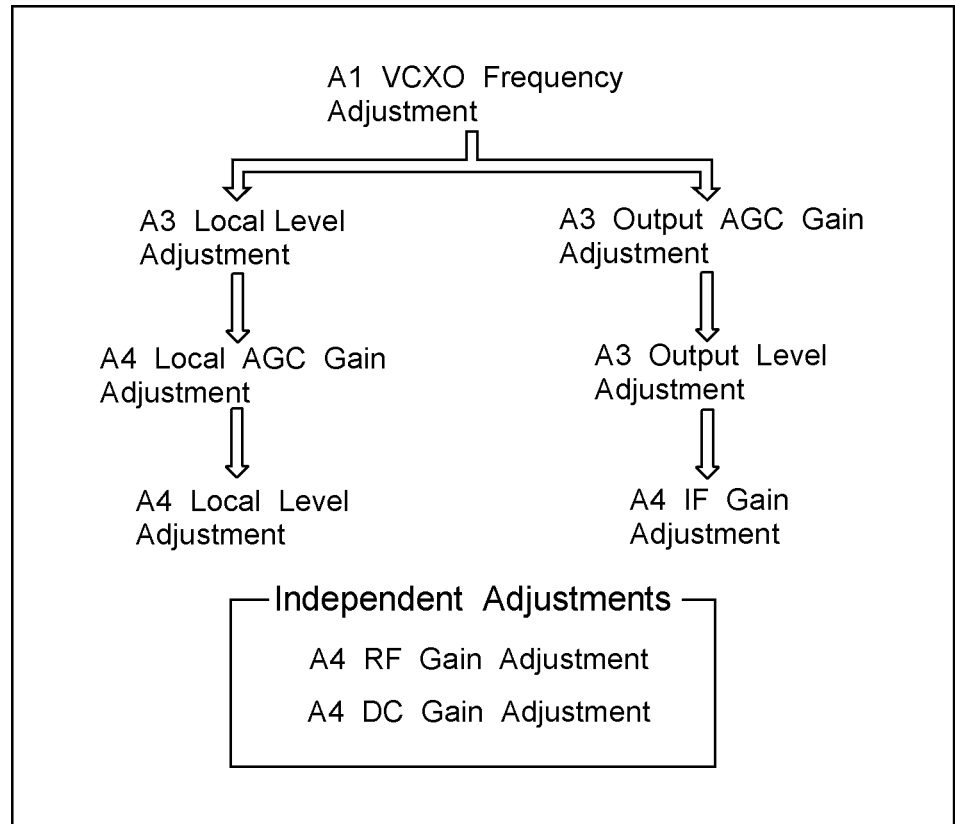 A1 VCXO Frequency
Adjustment
A3 Local Level
Adjustment
A3 Output AGC Gain
Adjustment
A4 Local AGC Gain
Adjustment
A3 Output Level
Adjustment
A4 Local Level
Adjustment
A4 IF Gain
Adjustment
Independent Adjustments
A4 RF Gain Adjustment
A4 DC Gain Adjustment